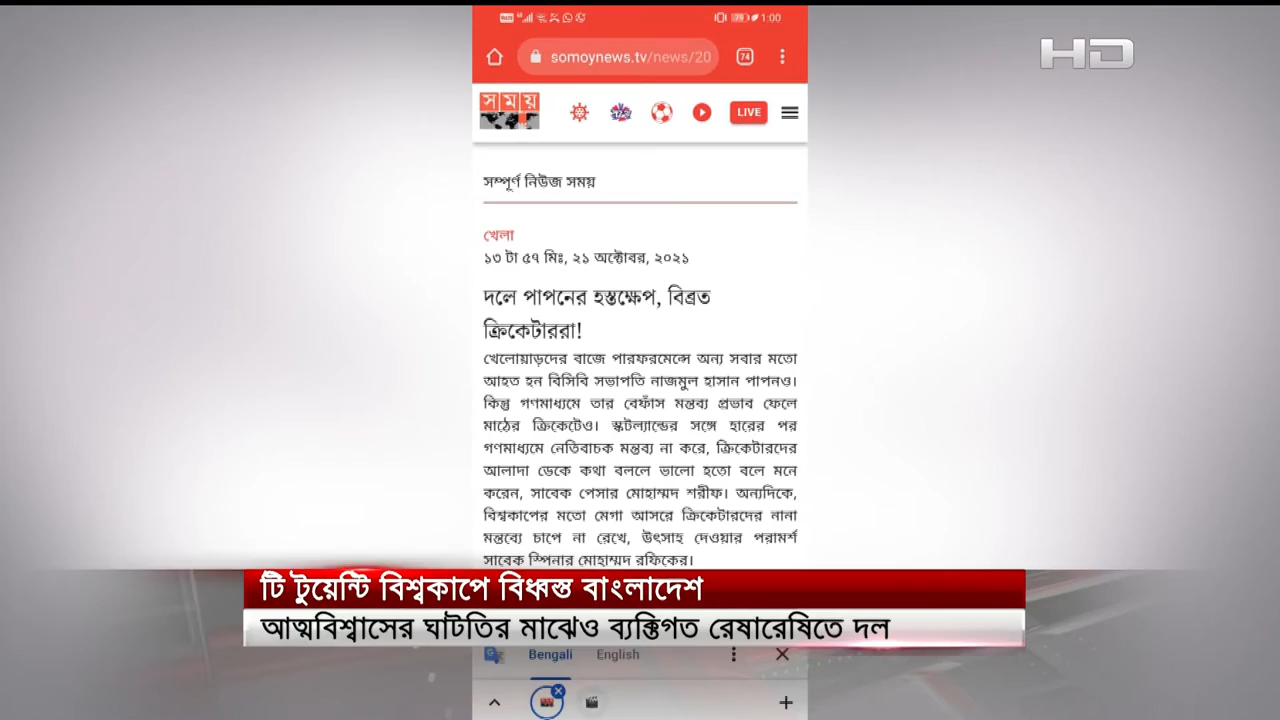 1:00
HD
somoynews.tv/news/20
74
সময়
LIVE
সম্পূর্ণ নিউজ সময়
খেলা
১৩ টা ৫৭ মিঃ, ২১ অক্টোবর, ২০২১
দলে পাপনের হস্তক্ষেপ, বিব্রত
ক্রিকেটাররা!
খেলোয়াড়দের বাজে পারফরমেন্সে অন্য সবার মতো
আহত হন বিসিবি সভাপতি নাজমুল হাসান পাপনও।
কিন্তু গণমাধ্যমে তার বেফাঁস মন্তব্য প্রভাব ফেলে
মাঠের ক্রিকেটেও। স্কটল্যান্ডের সঙ্গে হারের পর
গণমাধ্যমে নেতিবাচক মন্তব্য না করে, ক্রিকেটারদের
আলাদা ডেকে কথা বললে ভালো হতো বলে মনে
করেন, সাবেক পেসার মোহাম্মদ শরীফ। অন্যদিকে,
বিশ্বকাপের মতো মেগা আসরে ক্রিকেটারদের নানা
মন্তব্যে চাপে না রেখে, উৎসাহ দেওয়ার পরামর্শ
সাবেক স্পিনার মোহাম্মদ রফিকের।
টি টুয়েন্টি বিশ্বকাপে বিধ্বস্ত বাংলাদেশ
আত্মবিশ্বাসের ঘাটতির মাঝেও ব্যক্তিগত রেষারেষিতে দল
Bengali English